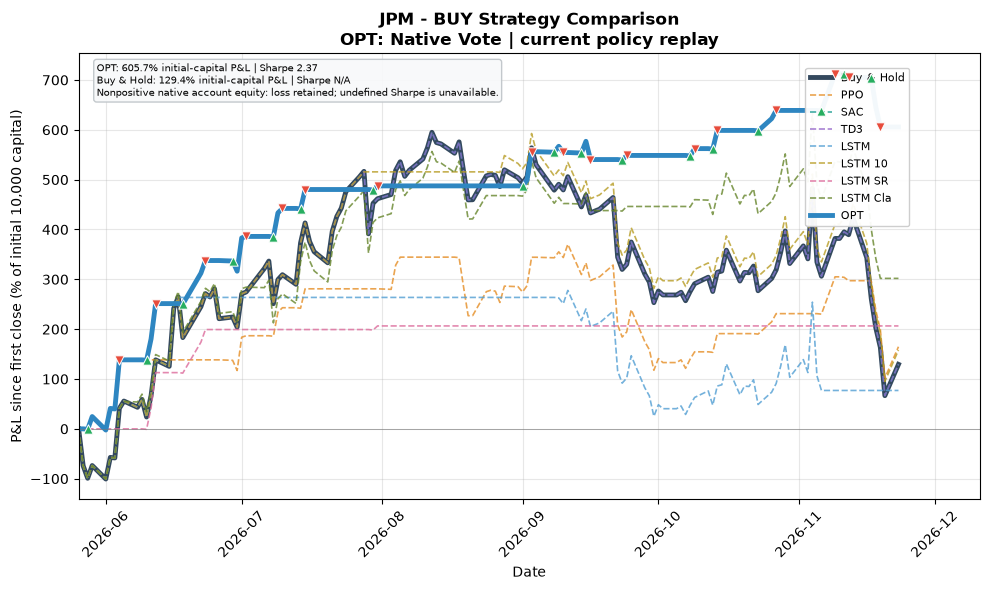 JPM - BUY Strategy Comparison
OPT: Native Vote | current policy replay
OPT: 605.7% initial-capital P&L | Sharpe 2.37
Buy & Hold: 129.4% initial-capital P&L | Sharpe N/A
Nonpositive native account equity: loss retained; undefined Sharpe is unavailable.
Buy & Hold
PPO
SAC
TD3
LSTM
LSTM 10
LSTM SR
LSTM Cla
OPT
P&L since first close (% of initial 10,000 capital)
700
600
500
400
300
200
100
0
−100
2026-06
2026-07
2026-08
2026-09
2026-10
2026-11
2026-12
Date